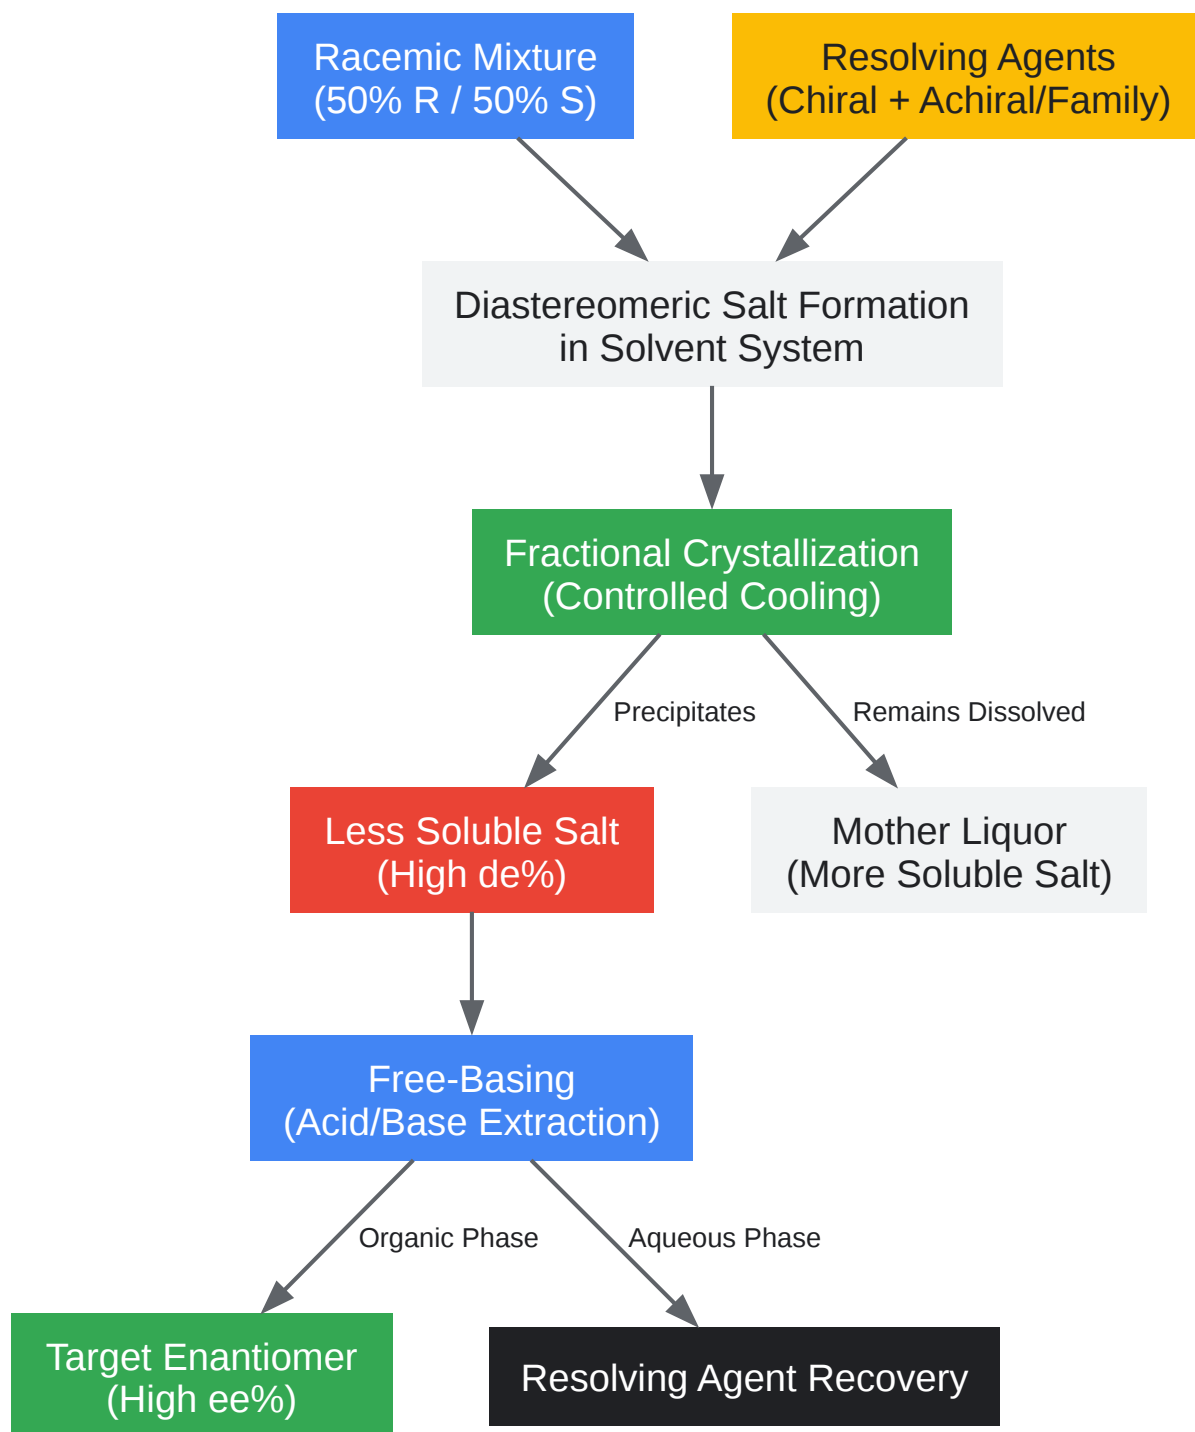 Racemic Mixture
(50% R / 50% S)
Resolving Agents
(Chiral + Achiral/Family)
Diastereomeric Salt Formation
in Solvent System
Fractional Crystallization
(Controlled Cooling)
Precipitates
Remains Dissolved
Less Soluble Salt
(High de%)
Mother Liquor
(More Soluble Salt)
Free-Basing
(Acid/Base Extraction)
Organic Phase
Aqueous Phase
Target Enantiomer
(High ee%)
Resolving Agent Recovery